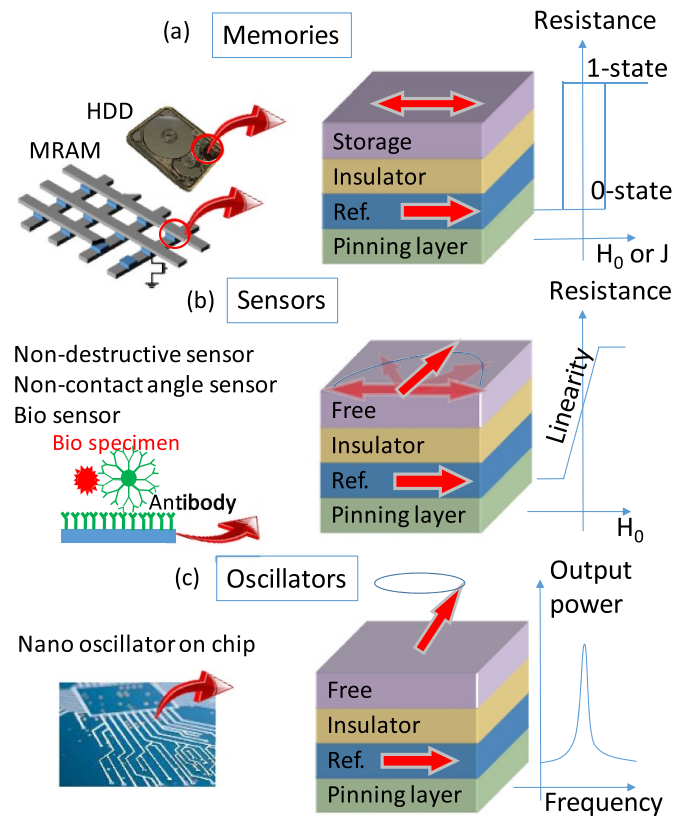 (a) Memories
Resistance
1-state
HDD
MRAM
Storage
Insulator
Ref.
Pinning layer
0-state
H₀ or J
(b) Sensors
Resistance
Non-destructive sensor
Non-contact angle sensor
Bio sensor
Bio specimen
Antibody
Free
Insulator
Ref.
Pinning layer
Linearity
H₀
(c) Oscillators
Output
power
Nano oscillator on chip
Free
Insulator
Ref.
Pinning layer
Frequency